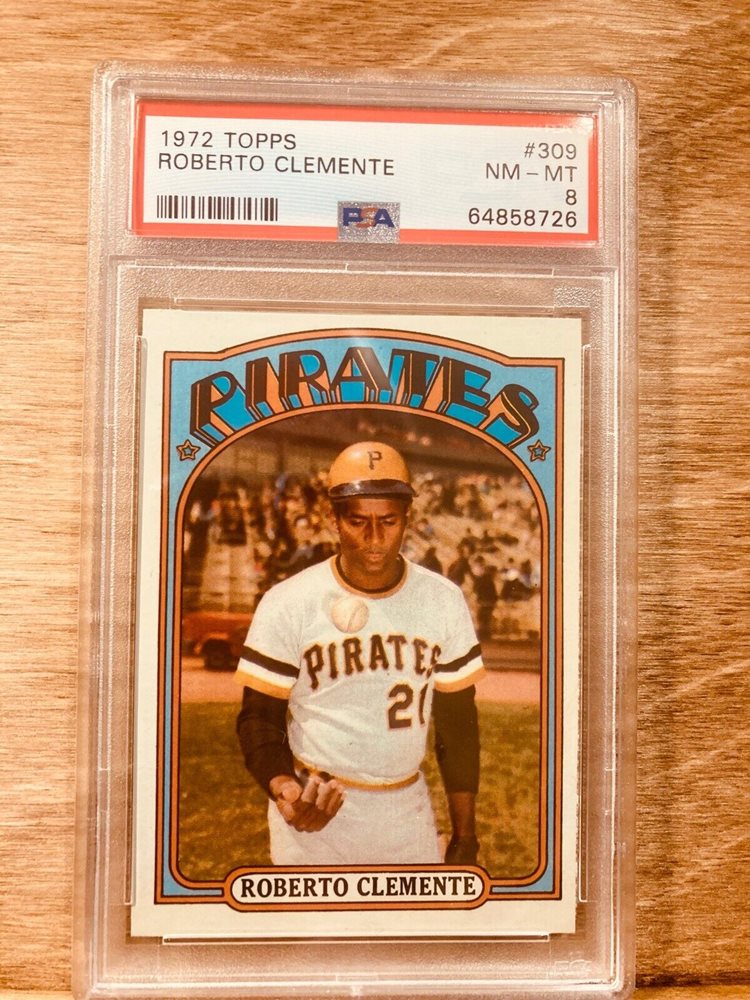 1972 TOPPS
ROBERTO CLEMENTE
#309
NM - MT
8
64858726
PSA
PIRATES
P
PIRATES
21
ROBERTO CLEMENTE